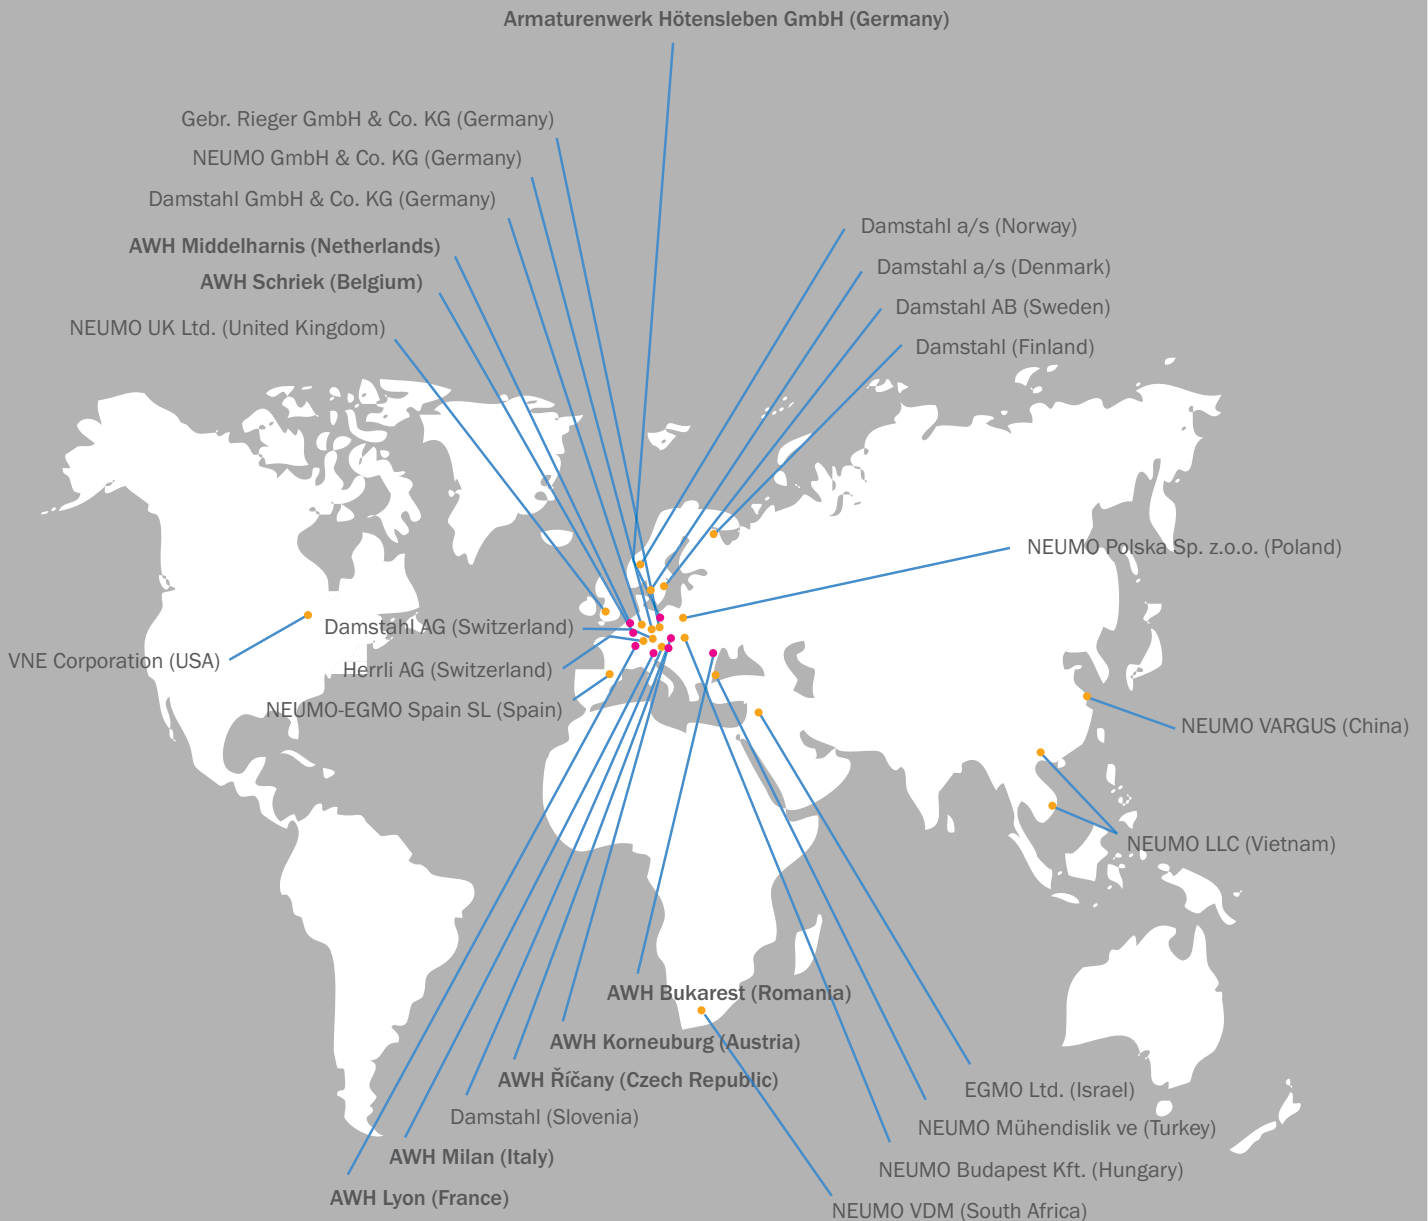 Armaturenwerk Hötensleben GmbH (Germany)
Gebr. Rieger GmbH & Co. KG (Germany)
NEUMO GmbH & Co. KG (Germany)
Damstahl GmbH & Co. KG (Germany)
AWH Middelharnis (Netherlands)
AWH Schriek (Belgium)
NEUMO UK Ltd. (United Kingdom)
Damstahl a/s (Norway)
Damstahl a/s (Denmark)
Damstahl AB (Sweden)
Damstahl (Finland)
NEUMO Polska Sp. z.o.o. (Poland)
Damstahl AG (Switzerland)
VNE Corporation (USA)
Herrli AG (Switzerland)
NEUMO-EGMO Spain SL (Spain)
NEUMO VARGUS (China)
NEUMO LLC (Vietnam)
AWH Bukarest (Romania)
AWH Korneuburg (Austria)
AWH Říčany (Czech Republic)
Damstahl (Slovenia)
AWH Milan (Italy)
AWH Lyon (France)
EGMO Ltd. (Israel)
NEUMO Mühendislik ve (Turkey)
NEUMO Budapest Kft. (Hungary)
NEUMO VDM (South Africa)